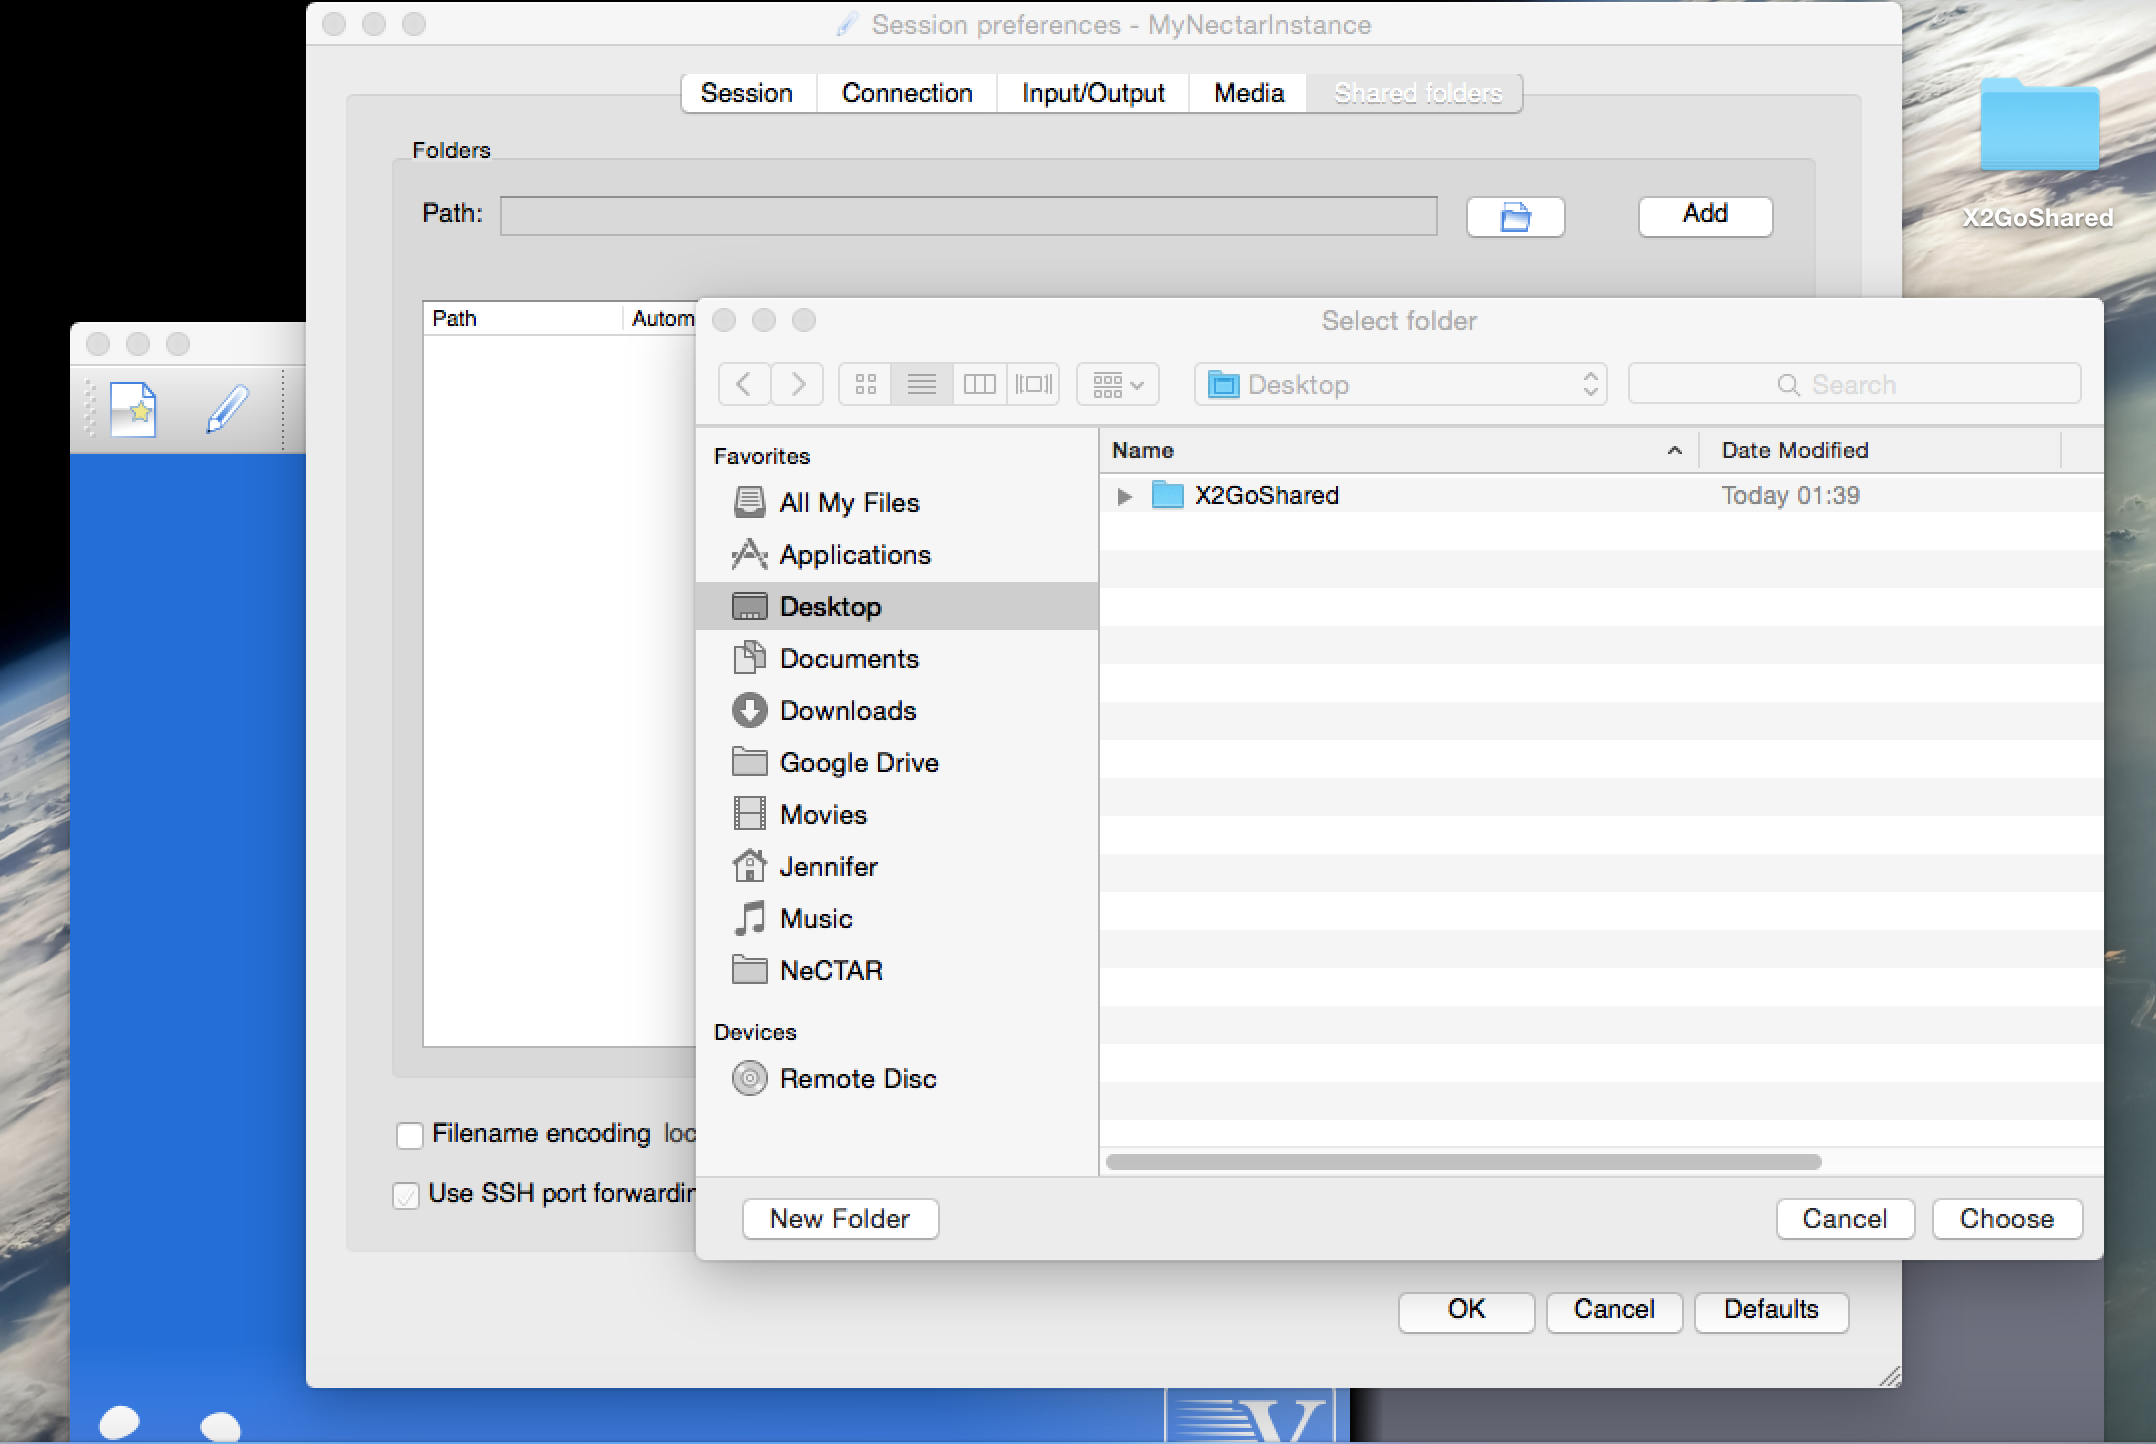 Session preferences - MyNectarInstance
Session Connection Input/Output Media Shared folders
X2GoShared
Folders
Path: Add
Path Autom
Select folder
Desktop Search
Favorites
All My Files
Applications
Desktop
Documents
Downloads
Google Drive
Movies
Jennifer
Music
NeCTAR
Devices
Remote Disc
Name Date Modified
X2GoShared Today 01:39
Filename encoding loc
Use SSH port forwardin
New Folder Cancel Choose
OK Cancel Defaults
V